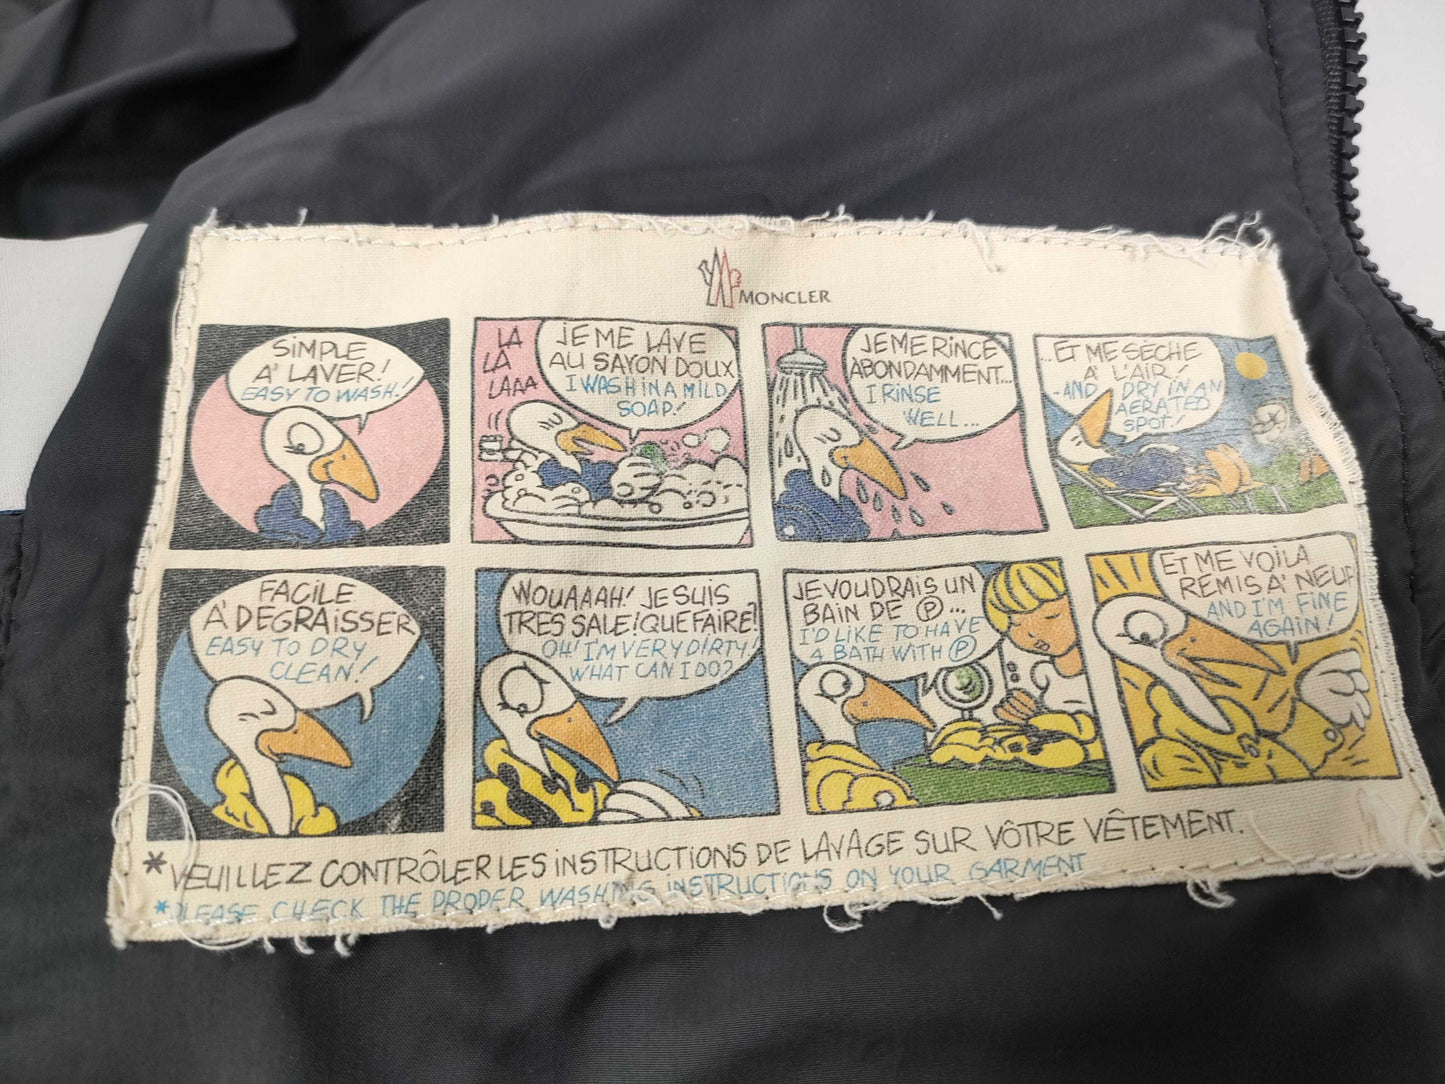 MONCLER
SIMPLE
A' LAVER!
EASY TO WASH!
LA
LA
LAAA
JE ME LAVE
AU SAVON DOUX
I WASH IN A MILD
SOAP!
JE ME RINCE
ABONDAMMENT...
I RINSE
WELL...
...ET ME SÈCHE
A' L'AIR!
-AND I DRY IN AN
AERATED
SPOT!
FACILE
A' DEGRAISSER
EASY TO DRY
CLEAN!
WOUAAAH! JE SUIS
TRES SALE! QUE FAIRE?
OH! I'M VERY DIRTY!
WHAT CAN I DO?
JE VOUDRAIS UN
BAIN DE Ⓟ...
I'D LIKE TO HAVE
A BATH WITH Ⓟ
ET ME VOILA
REMIS A' NEUF
AND I'M FINE
AGAIN!
*VEUILLEZ CONTRÔLER LES INSTRUCTIONS DE LAVAGE SUR VÔTRE VÊTEMENT.
*PLEASE CHECK THE PROPER WASHING INSTRUCTIONS ON YOUR GARMENT